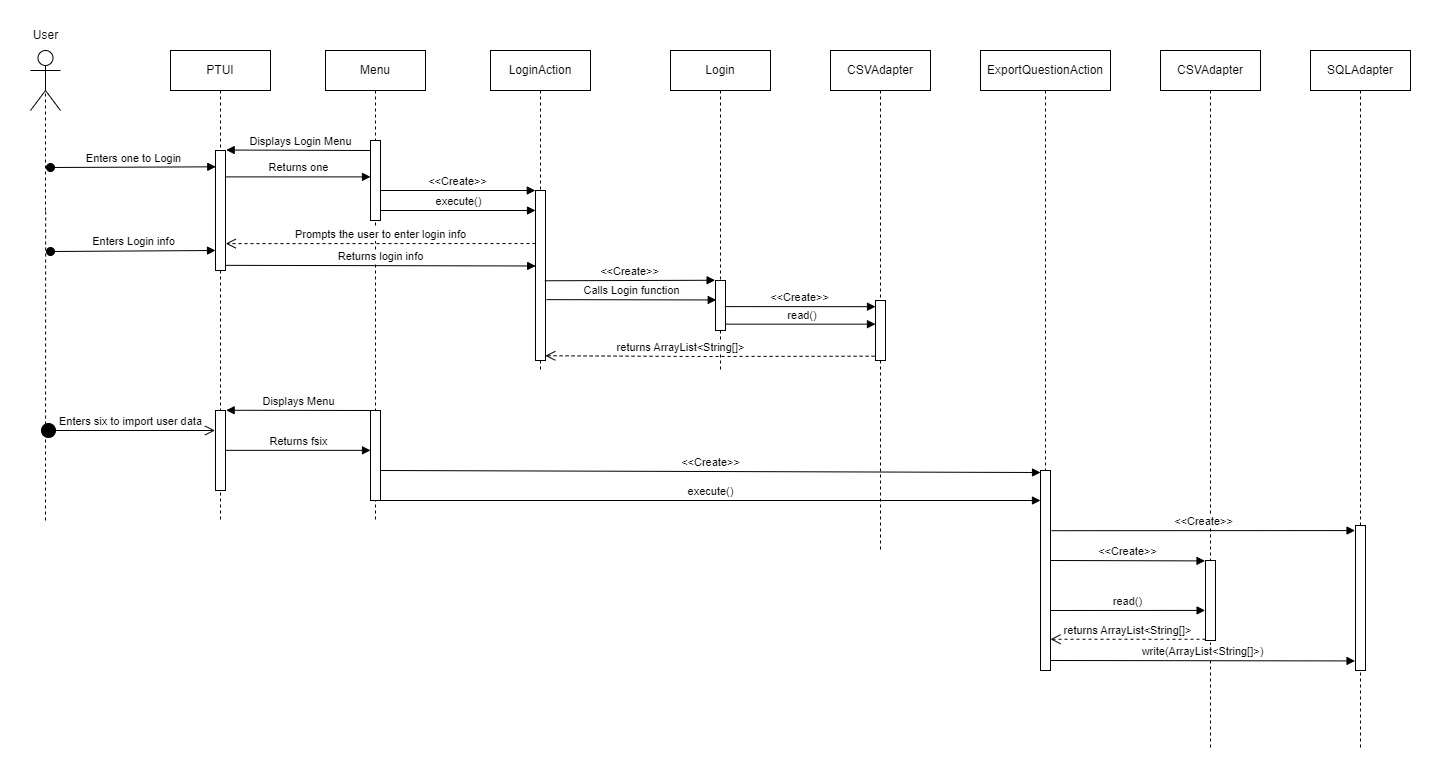 User
PTUI
Menu
LoginAction
Login
CSVAdapter
ExportQuestionAction
CSVAdapter
SQLAdapter
Displays Login Menu
Enters one to Login
Returns one
<<Create>>
execute()
Prompts the user to enter login info
Enters Login info
Returns login info
<<Create>>
Calls Login function
<<Create>>
read()
returns ArrayList<String[]>
Displays Menu
Enters six to import user data
Returns fsix
<<Create>>
execute()
<<Create>>
<<Create>>
read()
returns ArrayList<String[]>
write(ArrayList<String[]>)